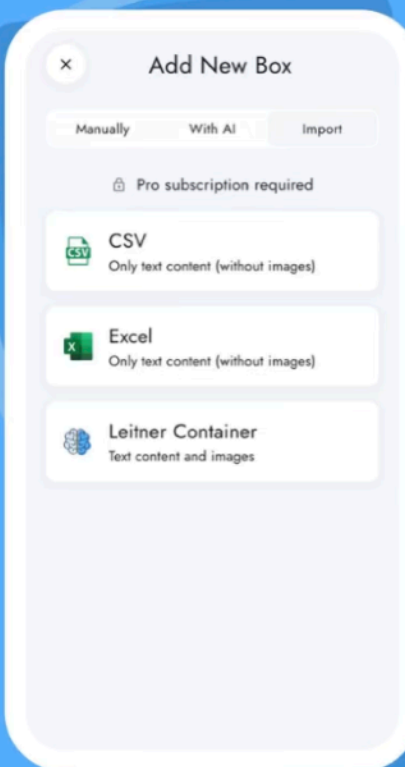 Add New Box
Manually With AI Import
Pro subscription required
CSV
CSV
Only text content (without images)
X
Excel
Only text content (without images)
Leitner Container
Text content and images